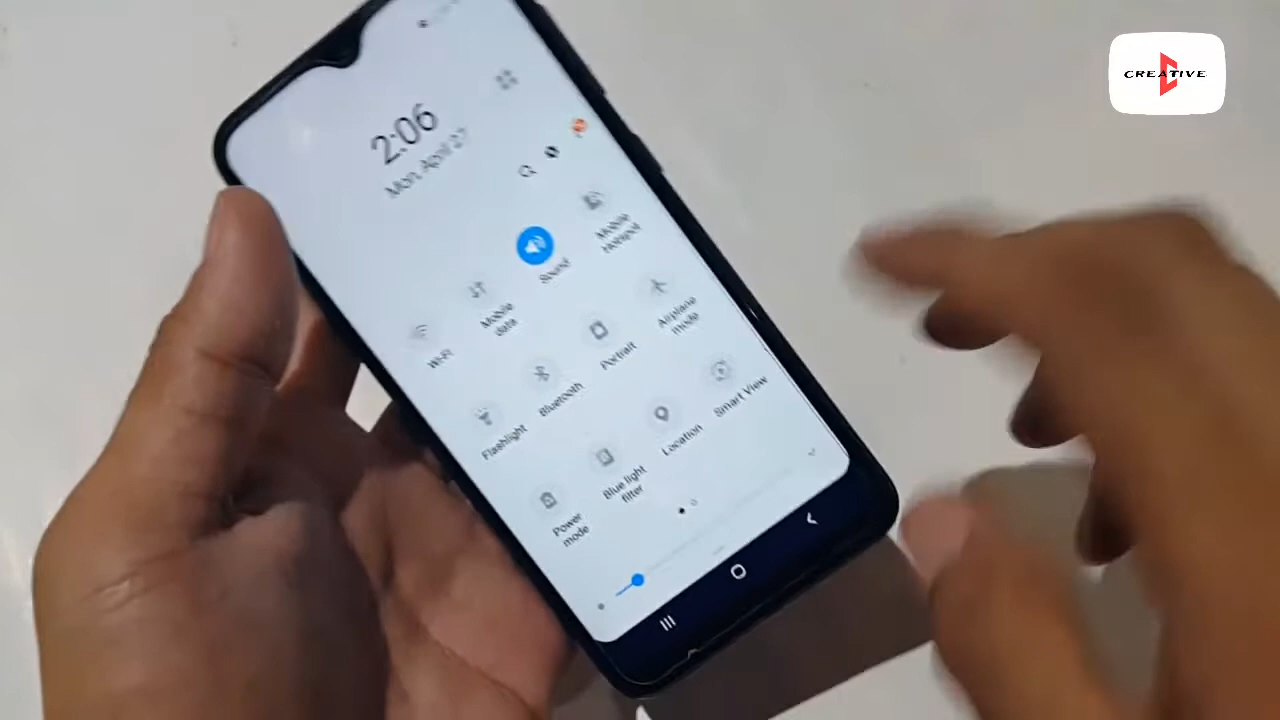 CREATIVE
2:06
Mon, April 27
Wi-Fi
Mobile
data
Sound
Mobile
Hotspot
Flashlight
Bluetooth
Portrait
Airplane
mode
Power
mode
Blue light
filter
Location
Smart View